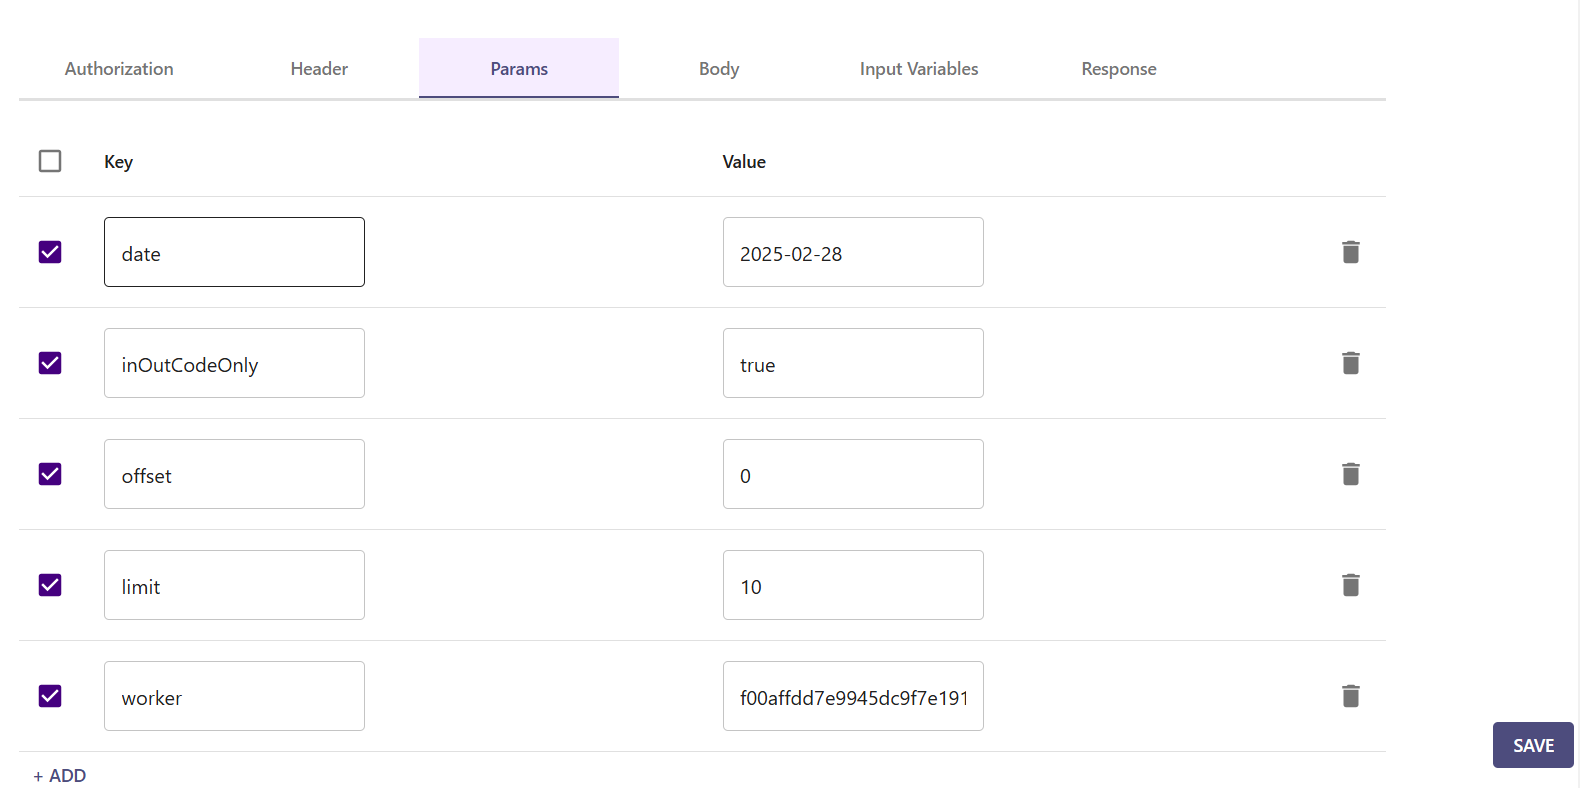 Authorization Header Params Body Input Variables Response
Key Value
date 2025-02-28
inOutCodeOnly true
offset 0
limit 10
worker f00affdd7e9945dc9f7e191
SAVE
+ ADD